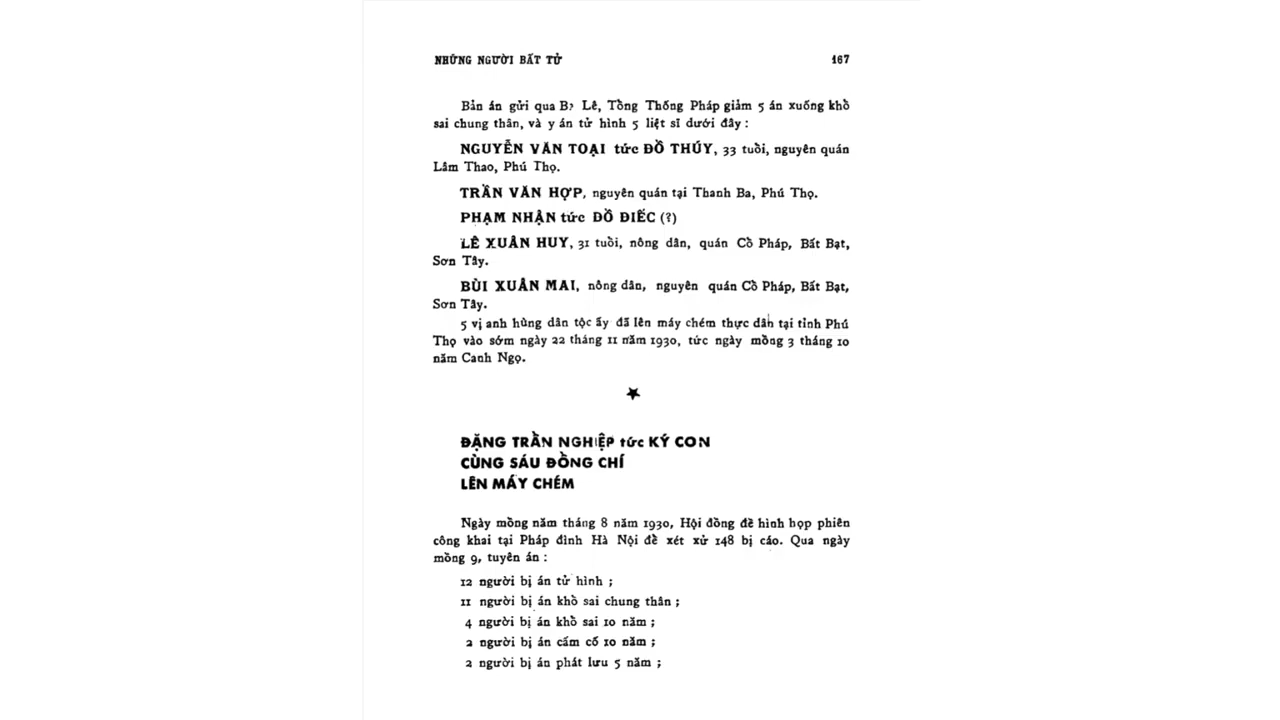 NHỮNG NGƯỜI BẤT TỬ 167
Bản án gửi qua Ba Lê, Tổng Thống Pháp giảm 5 án xuống khổ
sai chung thân, và y án tử hình 5 liệt sĩ dưới đây :
NGUYỄN VĂN TOẠI tức ĐỒ THÚY, 33 tuổi, nguyên quán
Lâm Thao, Phú Thọ.
TRẦN VĂN HỢP, nguyên quán tại Thanh Ba, Phú Thọ.
PHẠM NHẬN tức ĐỒ ĐIẾC (?)
LÊ XUÂN HUY, 31 tuổi, nông dân, quán Cồ Pháp, Bất Bạt,
Sơn Tây.
BÙI XUÂN MAI, nông dân, nguyên quán Cồ Pháp, Bất Bạt,
Sơn Tây.
5 vị anh hùng dân tộc ấy đã lên máy chém thực dân tại tỉnh Phú
Thọ vào sớm ngày 22 tháng 11 năm 1930, tức ngày mồng 3 tháng 10
năm Canh Ngọ.
ĐẶNG TRẦN NGHIỆP tức KÝ CON
CÙNG SÁU ĐỒNG CHÍ
LÊN MÁY CHÉM
Ngày mồng năm tháng 8 năm 1930, Hội đồng đề hình họp phiên
công khai tại Pháp đình Hà Nội để xét xử 148 bị cáo. Qua ngày
mồng 9, tuyên án :
12 người bị án tử hình ;
11 người bị án khổ sai chung thân ;
4 người bị án khổ sai 10 năm ;
2 người bị án cấm cố 10 năm ;
2 người bị án phát lưu 5 năm ;